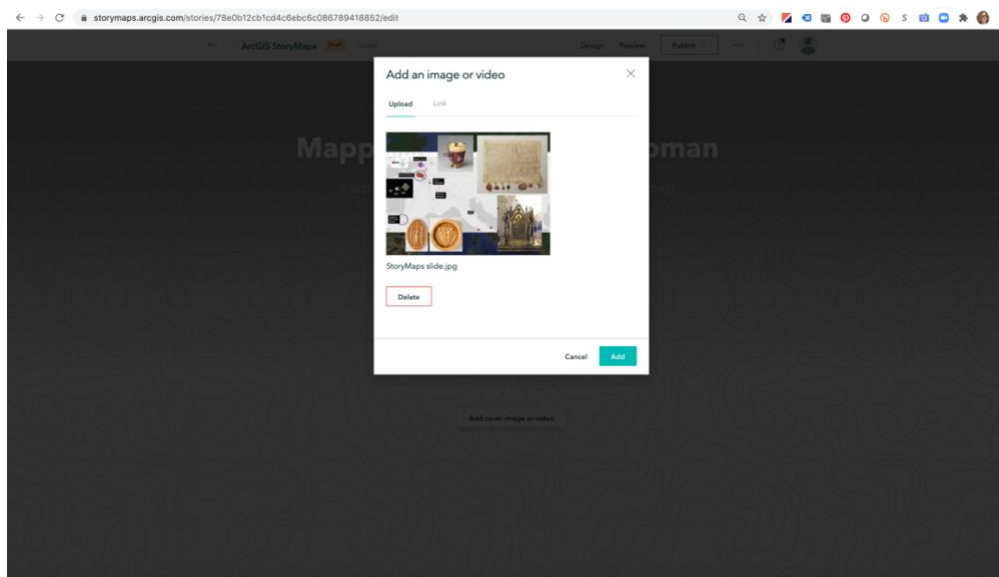 storymaps.arcgis.com/stories/78e0b12cb1cd4c6ebc6c086789418852/edit
ArcGIS StoryMaps Draft
Design Preview Publish
Add an image or video
Upload Link
Mapp
oman
StoryMaps slide.jpg
Delete
Cancel Add
Add cover image or video